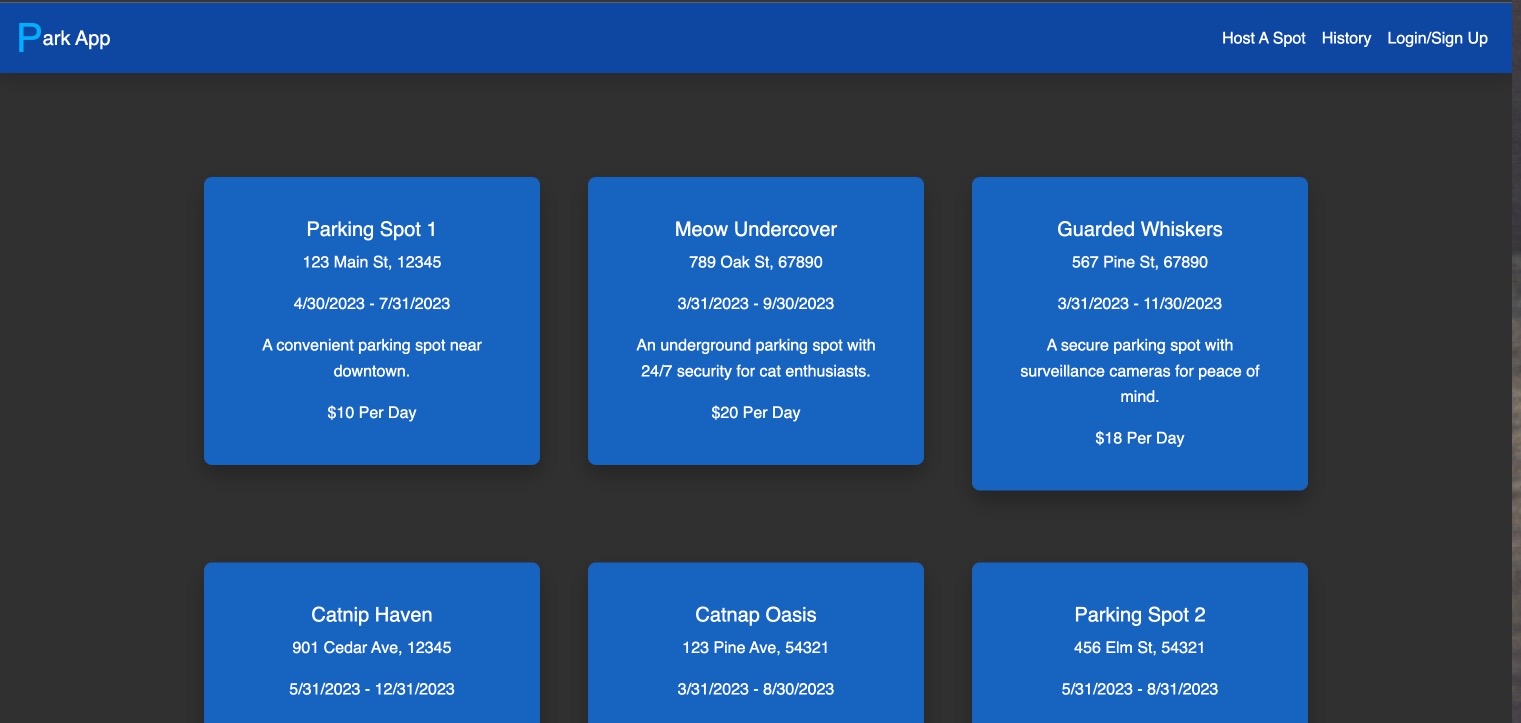 Park App
Host A Spot History Login/Sign Up
Parking Spot 1
123 Main St, 12345
4/30/2023 - 7/31/2023
A convenient parking spot near
downtown.
$10 Per Day
Meow Undercover
789 Oak St, 67890
3/31/2023 - 9/30/2023
An underground parking spot with
24/7 security for cat enthusiasts.
$20 Per Day
Guarded Whiskers
567 Pine St, 67890
3/31/2023 - 11/30/2023
A secure parking spot with
surveillance cameras for peace of
mind.
$18 Per Day
Catnip Haven
901 Cedar Ave, 12345
5/31/2023 - 12/31/2023
Catnap Oasis
123 Pine Ave, 54321
3/31/2023 - 8/30/2023
Parking Spot 2
456 Elm St, 54321
5/31/2023 - 8/31/2023